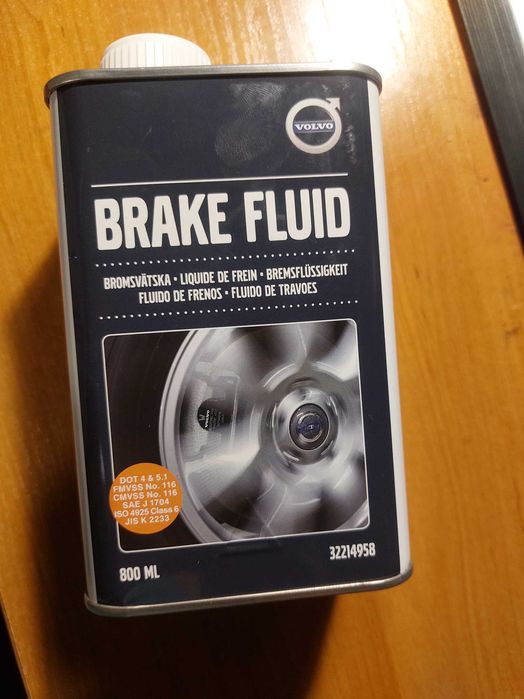 VOLVO
BRAKE FLUID
BROMSVÄTSKA • LIQUIDE DE FREIN • BREMSFLÜSSIGKEIT
FLUIDO DE FRENOS • FLUIDO DE TRAVOES
VOLVO
DOT 4 & 5.1
FMVSS No. 116
CMVSS No. 116
SAE J 1704
ISO 4925 Class 6
JIS K 2233
800 ML
32214958